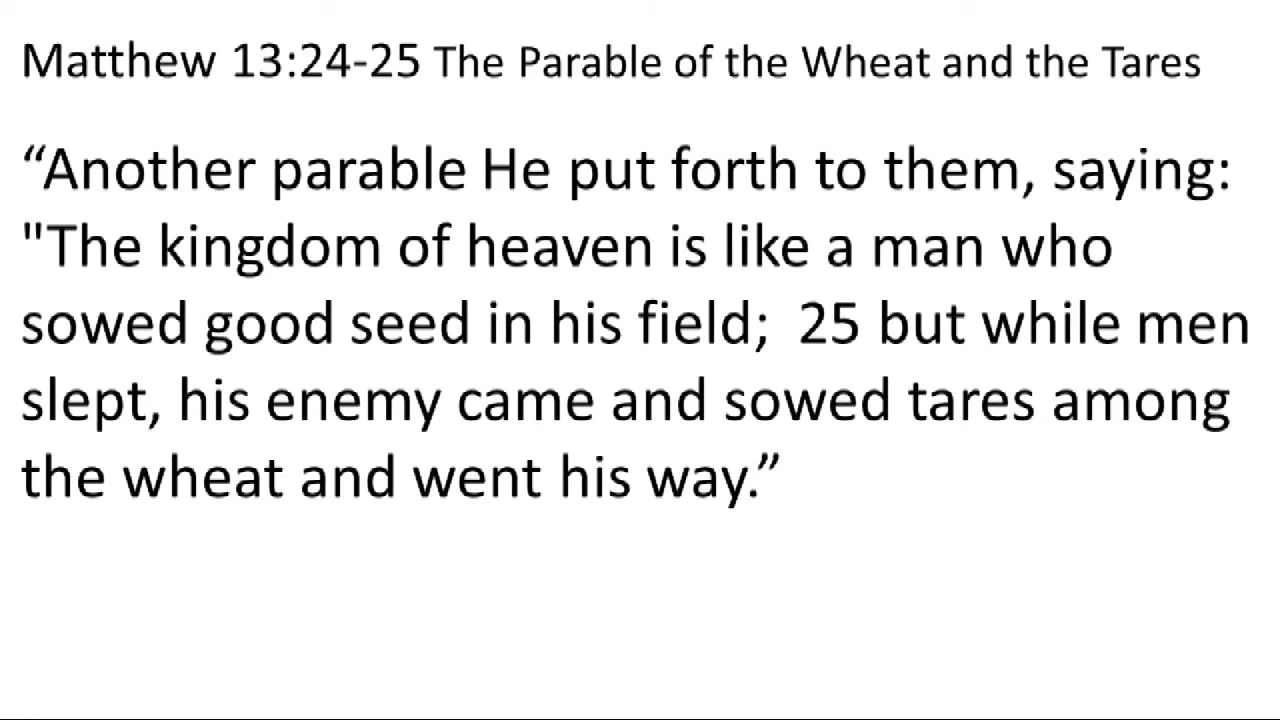 Matthew 13:24-25 The Parable of the Wheat and the Tares
“Another parable He put forth to them, saying:
"The kingdom of heaven is like a man who
sowed good seed in his field;  25 but while men
slept, his enemy came and sowed tares among
the wheat and went his way.”